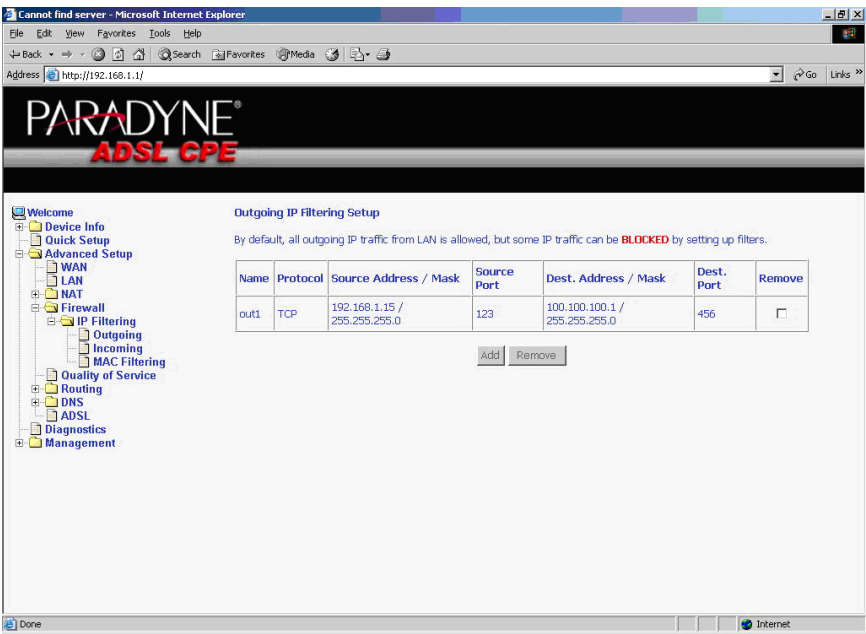 Cannot find server - Microsoft Internet Explorer
File Edit View Favorites Tools Help
Back Search Favorites Media
Address http://192.168.1.1/ Go Links »
PARADYNE®
ADSL CPE
Welcome
Device Info
Quick Setup
Advanced Setup
WAN
LAN
NAT
Firewall
IP Filtering
Outgoing
Incoming
MAC Filtering
Quality of Service
Routing
DNS
ADSL
Diagnostics
Management
Outgoing IP Filtering Setup
By default, all outgoing IP traffic from LAN is allowed, but some IP traffic can be BLOCKED by setting up filters.
Name Protocol Source Address / Mask Source Port Dest. Address / Mask Dest. Port Remove
out1 TCP 192.168.1.15 / 255.255.255.0 123 100.100.100.1 / 255.255.255.0 456
Add Remove
Done Internet